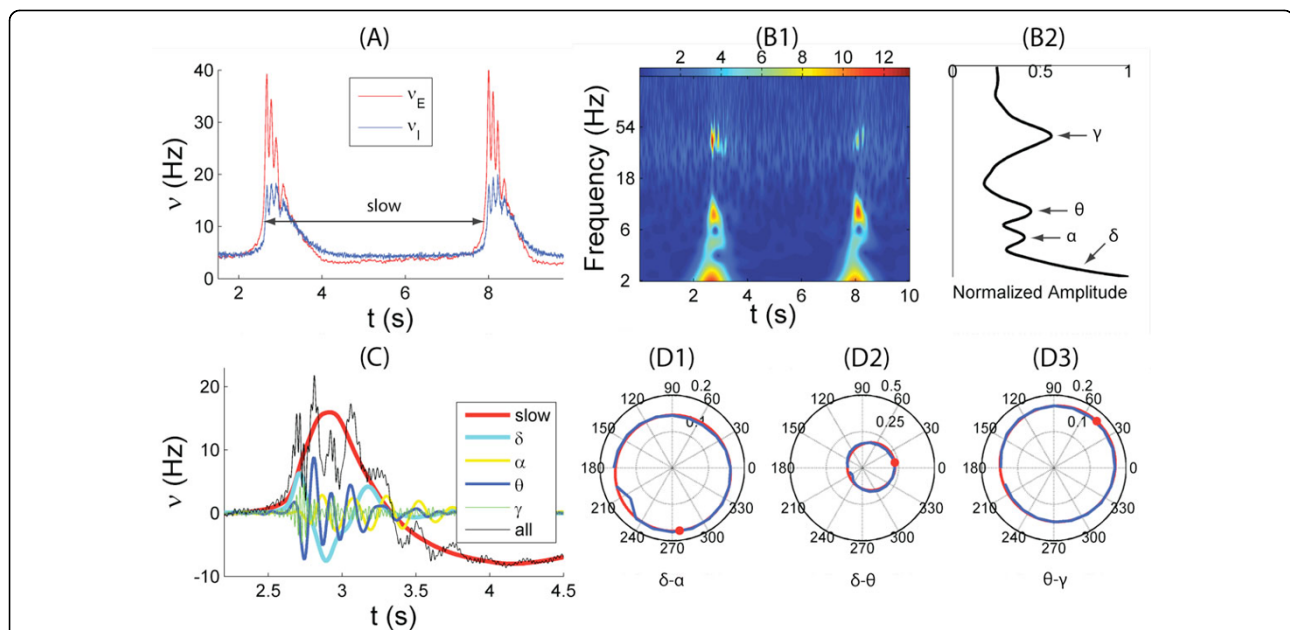 (A)
ν (Hz)
40
30
20
10
0
ν_E
ν_I
slow
2
4
6
8
t (s)
(B1)
2 4 6 8 10 12
Frequency (Hz)
54
18
6
2
2 4 6 8 10
t (s)
(B2)
0 0.5 1
γ
θ
α
δ
Normalized Amplitude
(C)
ν (Hz)
20
10
0
-10
slow
δ
α
θ
γ
all
2.5 3 3.5 4 4.5
t (s)
(D1)
90
0.2
120 60
0.1
150 30
180 0
210 330
240 300
270
δ-α
(D2)
90
0.5
120 60
0.25
150 30
180 0
210 330
240 300
270
δ-θ
(D3)
90
0.2
120 60
0.1
150 30
180 0
210 330
240 300
270
θ-γ